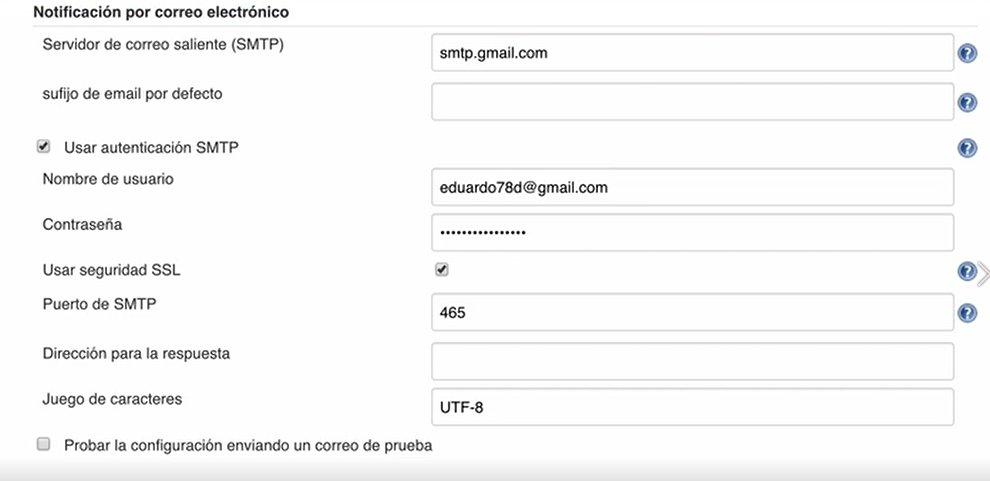 Notificación por correo electrónico
Servidor de correo saliente (SMTP)
smtp.gmail.com
sufijo de email por defecto
Usar autenticación SMTP
Nombre de usuario
eduardo78d@gmail.com
Contraseña
••••••••••••••••
Usar seguridad SSL
Puerto de SMTP
465
Dirección para la respuesta
Juego de caracteres
UTF-8
Probar la configuración enviando un correo de prueba